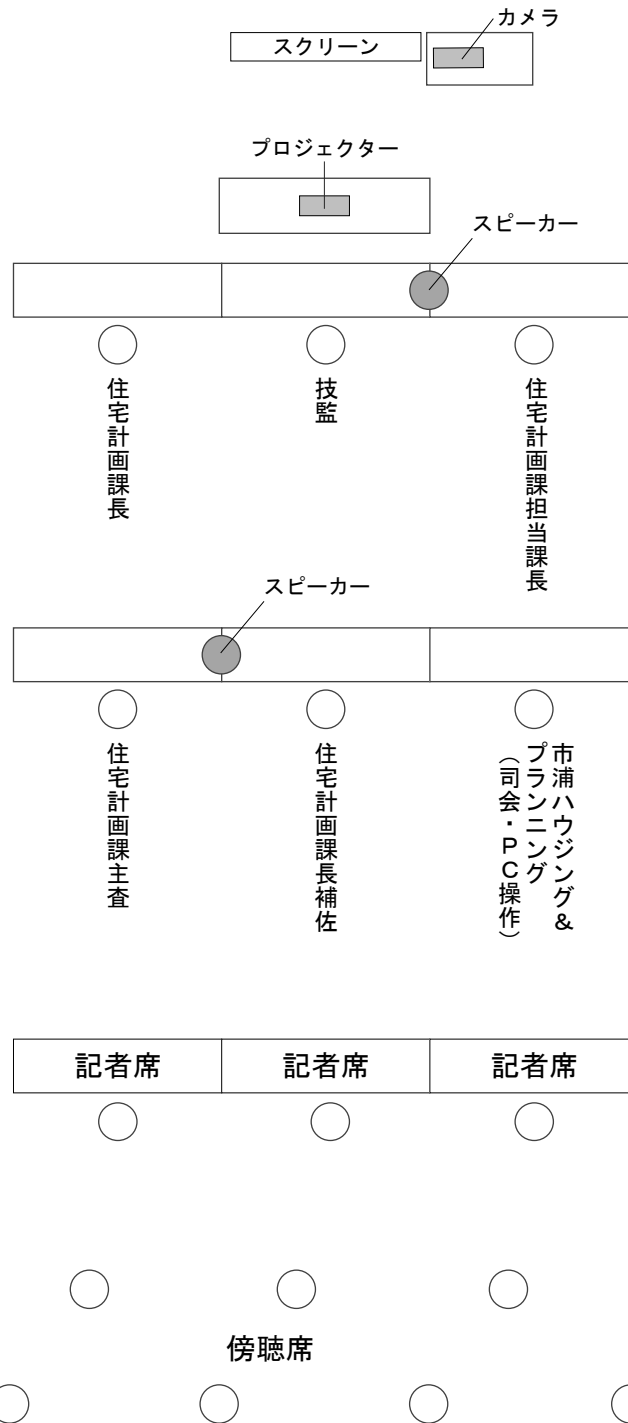 カメラ
スクリーン
プロジェクター
スピーカー
住宅計画課長
技監
住宅計画課担当課長
スピーカー
住宅計画課主査
住宅計画課長補佐
市浦ハウジング＆
プランニング
（司会・ＰＣ操作）
記者席
記者席
記者席
傍聴席